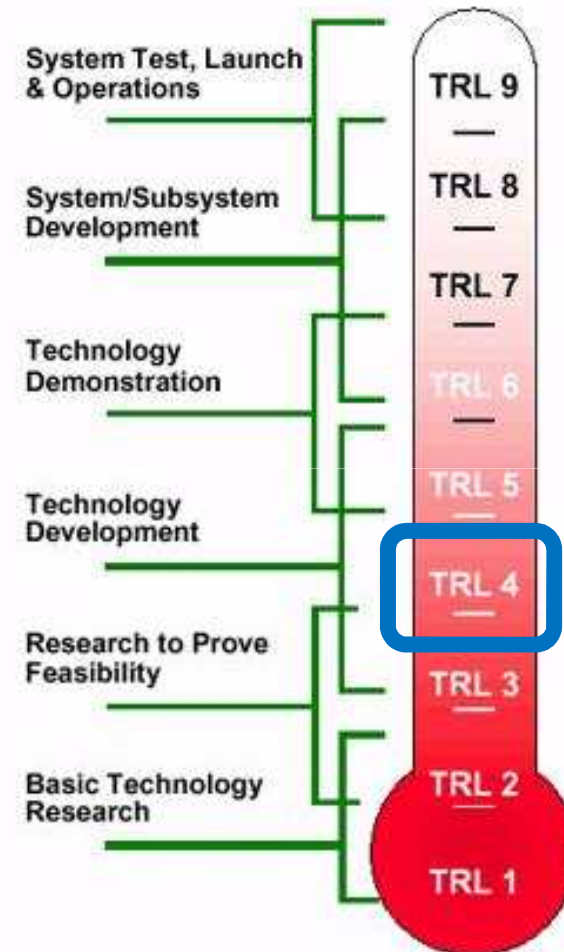 System Test, Launch
& Operations
System/Subsystem
Development
Technology
Demonstration
Technology
Development
Research to Prove
Feasibility
Basic Technology
Research
TRL 9
TRL 8
TRL 7
TRL 6
TRL 5
TRL 4
TRL 3
TRL 2
TRL 1